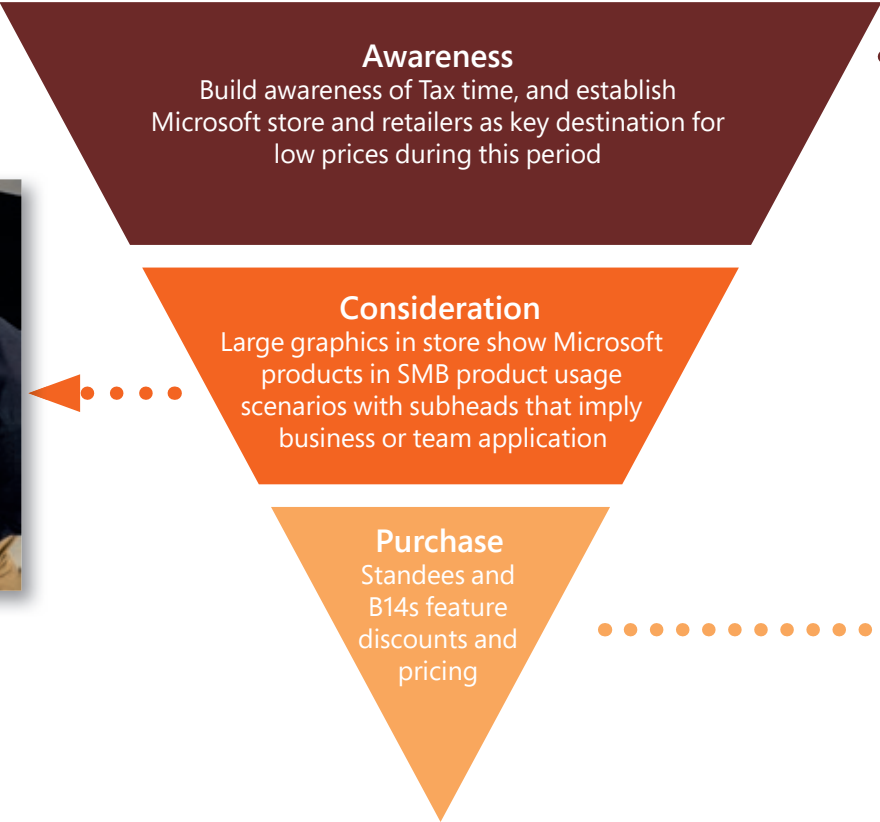 Awareness
Build awareness of Tax time, and establish
Microsoft store and retailers as key destination for
low prices during this period
Consideration
Large graphics in store show Microsoft
products in SMB product usage
scenarios with subheads that imply
business or team application
Purchase
Standees and
B14s feature
discounts and
pricing